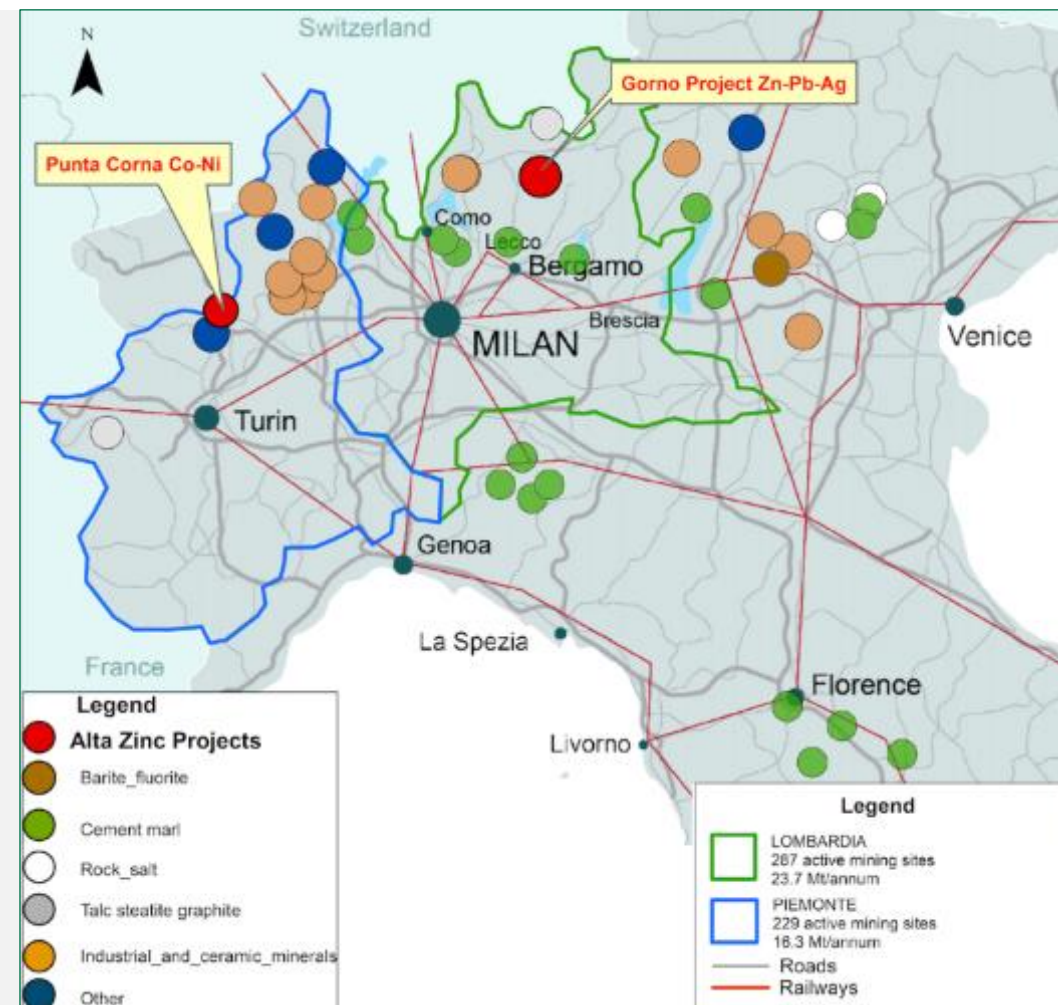 Switzerland
N
Gorno Project Zn-Pb-Ag
Punta Corna Co-Ni
Como
Lecco
Bergamo
Brescia
MILAN
Venice
Turin
Genoa
La Spezia
France
Florence
Livorno
Legend
Alta Zinc Projects
Barite_fluorite
Cement marl
Rock_salt
Talc steatite graphite
Industrial_and_ceramic_minerals
Other
Legend
LOMBARDIA
287 active mining sites
23.7 Mt/annum
PIEMONTE
229 active mining sites
16.3 Mt/annum
Roads
Railways